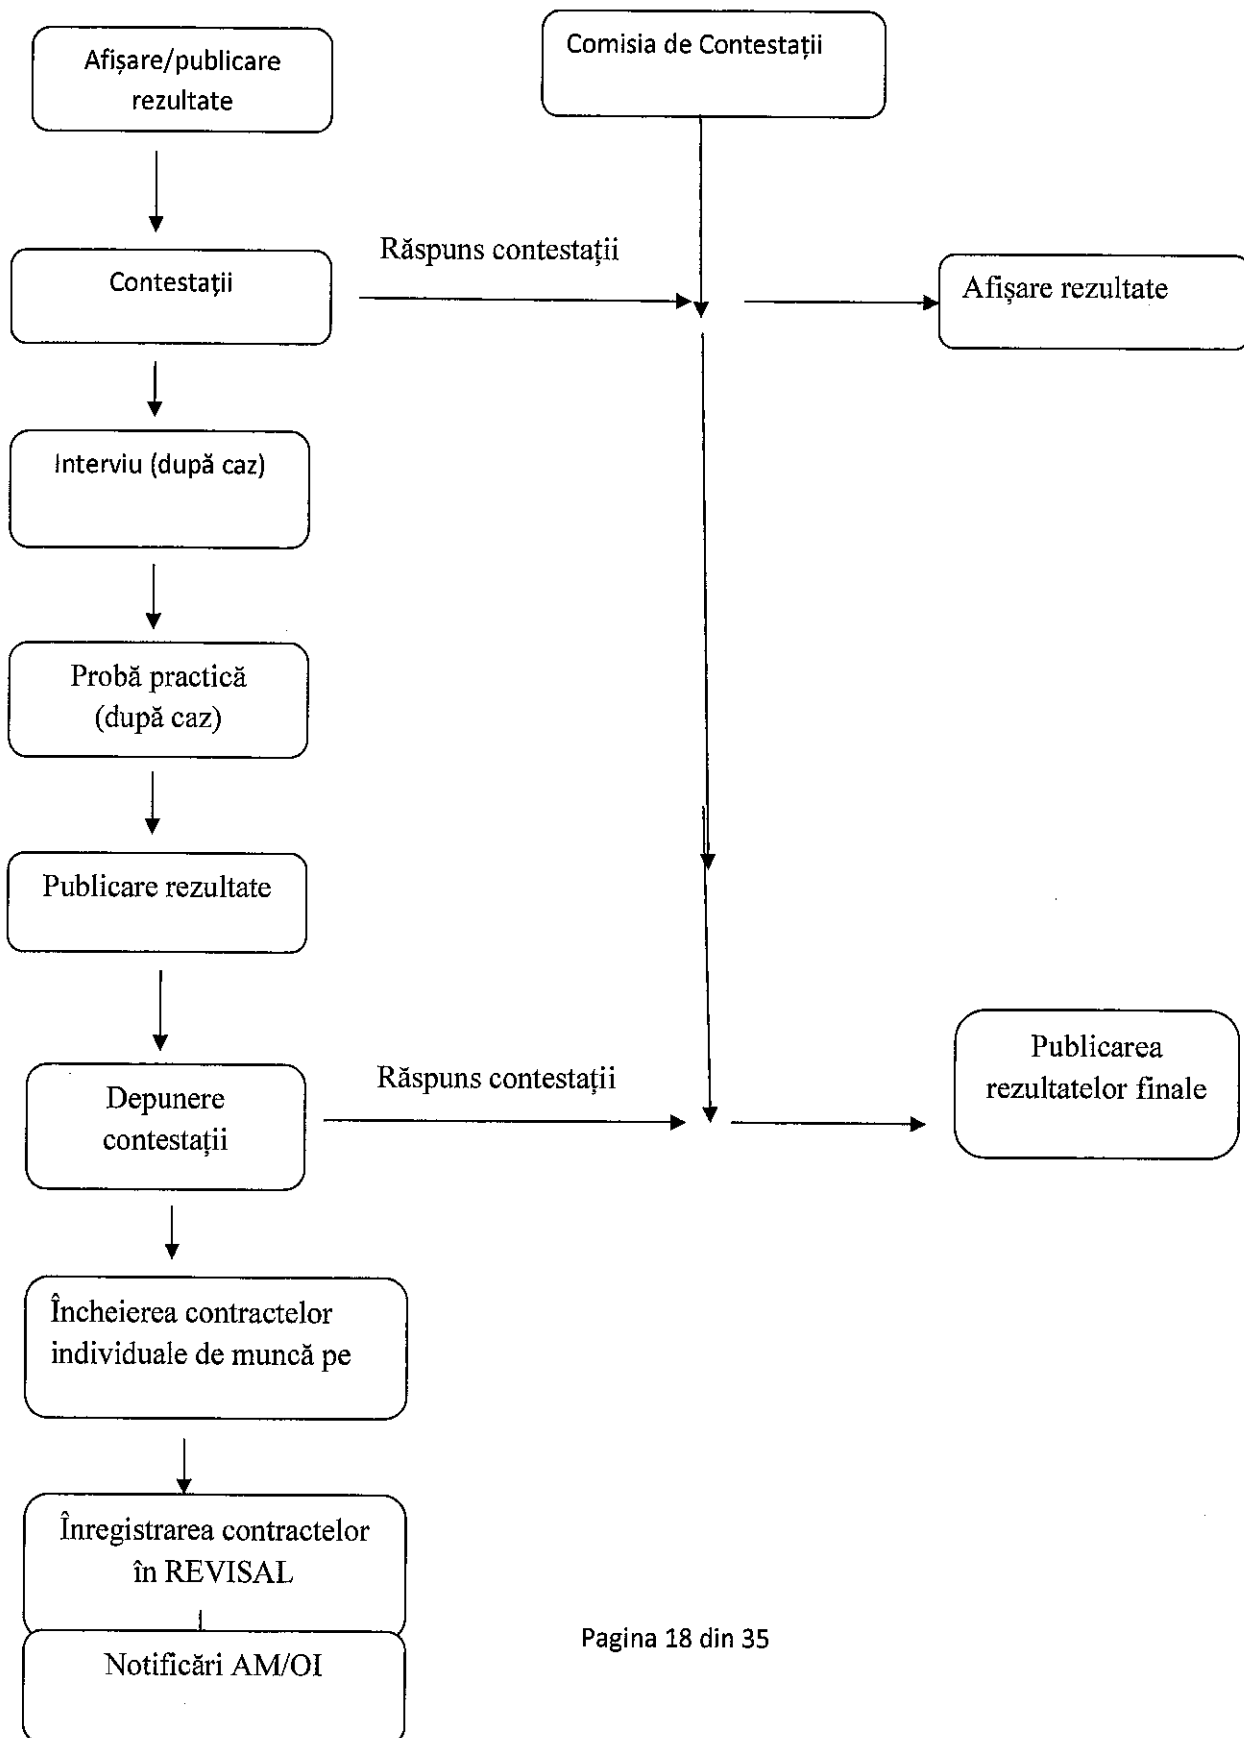 Afișare/publicare
rezultate
Comisia de Contestații
Contestații
Răspuns contestații
Afișare rezultate
Interviu (după caz)
Probă practică
(după caz)
Publicare rezultate
Depunere
contestații
Răspuns contestații
Publicarea
rezultatelor finale
Încheierea contractelor
individuale de muncă pe
Înregistrarea contractelor
în REVISAL
Notificări AM/OI
Pagina 18 din 35